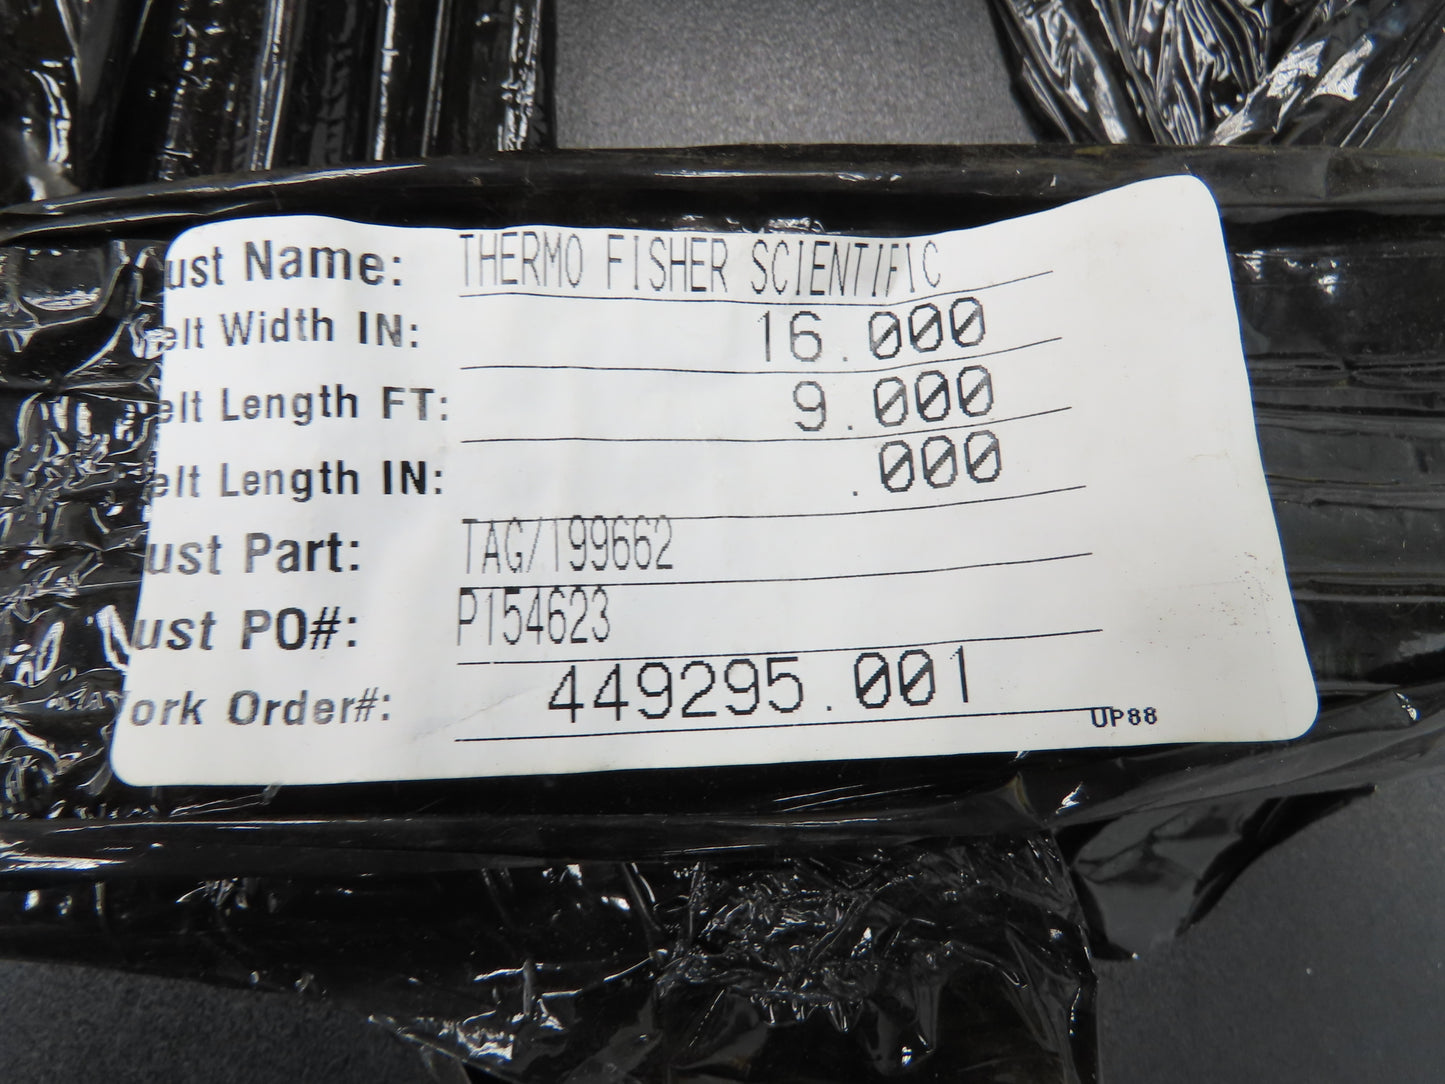 ust Name: THERMO FISHER SCIENTIFIC
elt Width IN: 16.000
elt Length FT: 9.000
elt Length IN: .000
ust Part: TAG/199662
ust PO#: P154623
ork Order#: 449295.001
UP88